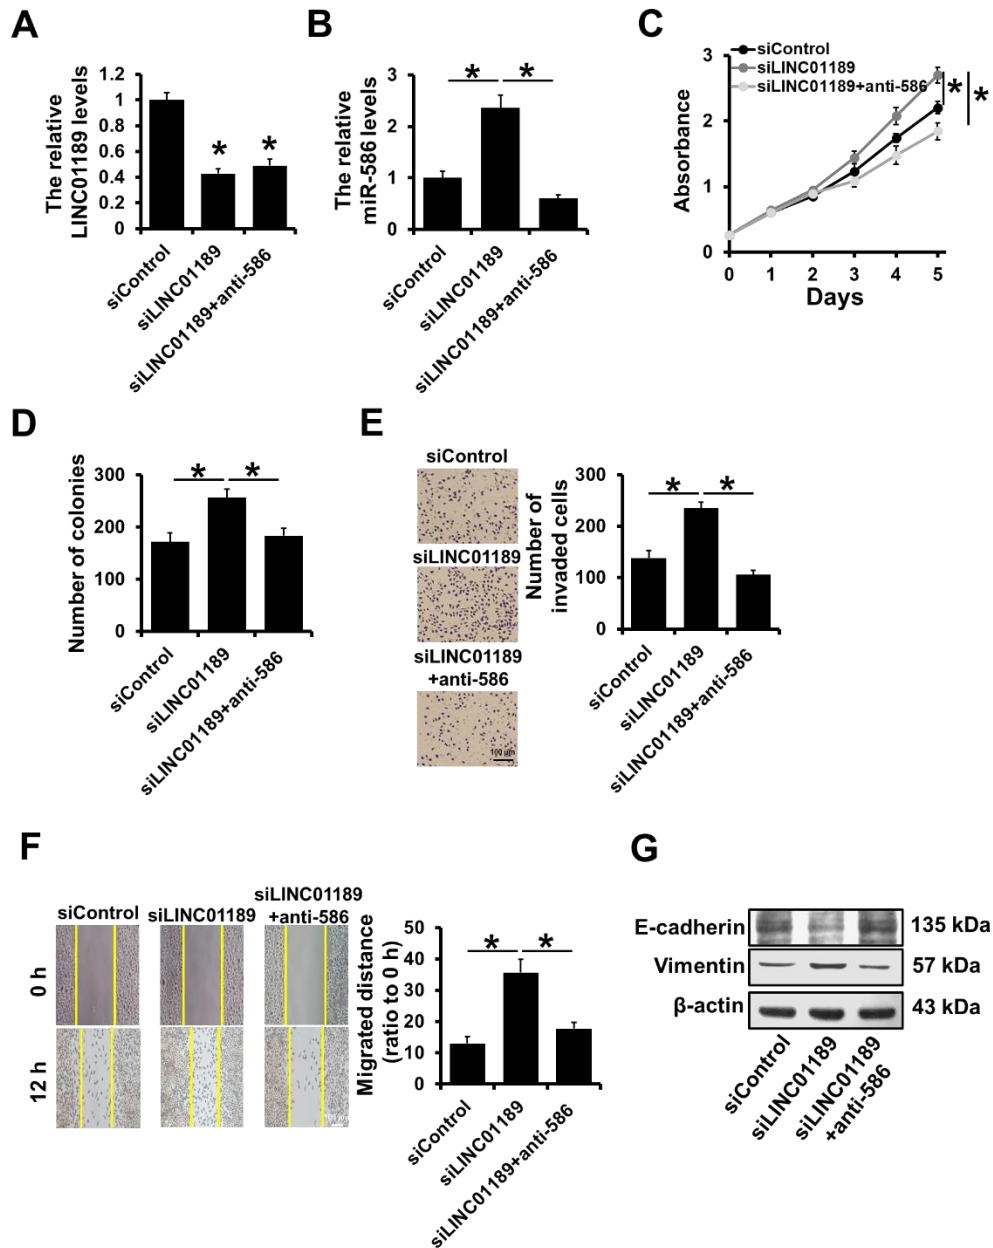 A
The relative
LINC01189 levels
1.2
1
0.8
0.6
0.4
0.2
0
*
*
siControl
siLINC01189
siLINC01189+anti-586
B
The relative
miR-586 levels
3
2
1
0
*
*
siControl
siLINC01189
siLINC01189+anti-586
C
Absorbance
3
2
1
0
siControl
siLINC01189
siLINC01189+anti-586
*
*
0 1 2 3 4 5
Days
D
Number of colonies
300
200
100
0
*
*
siControl
siLINC01189
siLINC01189+anti-586
E
siControl
siLINC01189
siLINC01189
+anti-586
100 μm
Number of
invaded cells
300
200
100
0
*
*
siControl
siLINC01189
siLINC01189+anti-586
F
siControl
siLINC01189
siLINC01189
+anti-586
0 h
12 h
100 μm
Migrated distance
(ratio to 0 h)
50
40
30
20
10
0
*
*
siControl
siLINC01189
siLINC01189+anti-586
G
E-cadherin
135 kDa
Vimentin
57 kDa
β-actin
43 kDa
siControl
siLINC01189
siLINC01189
+anti-586